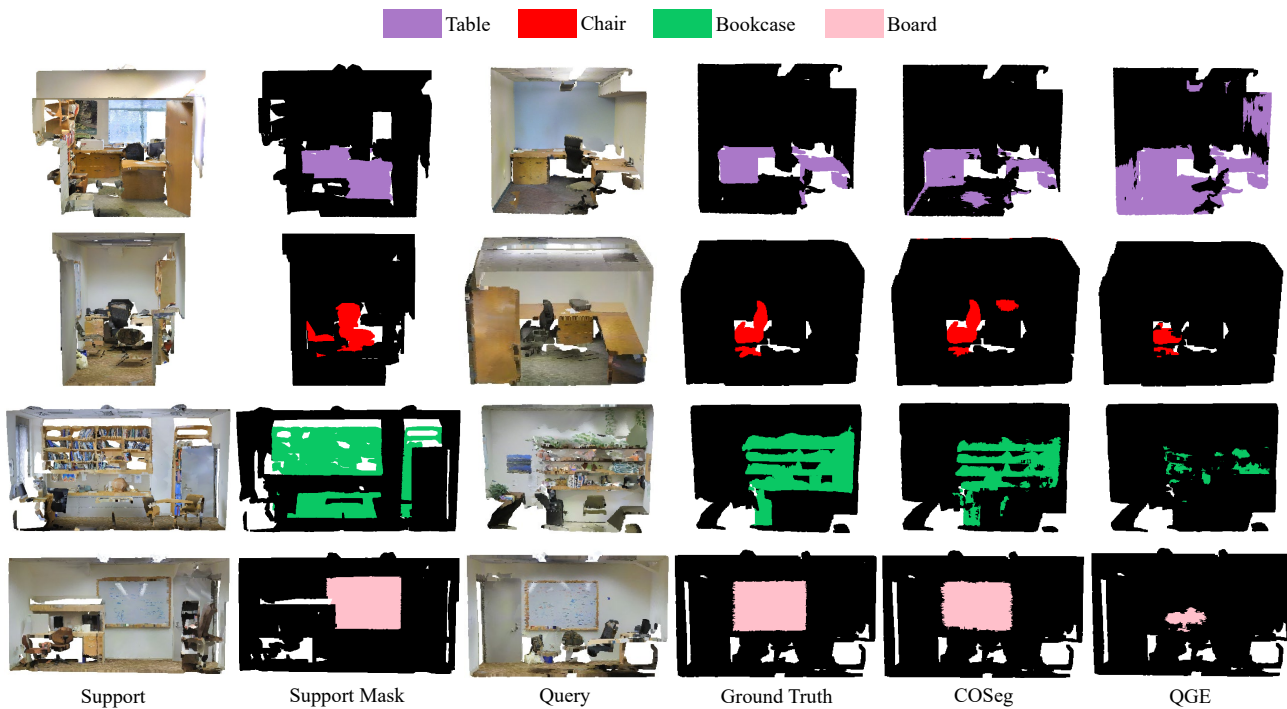 Table Chair Bookcase Board
Support Support Mask Query Ground Truth COSeg QGE